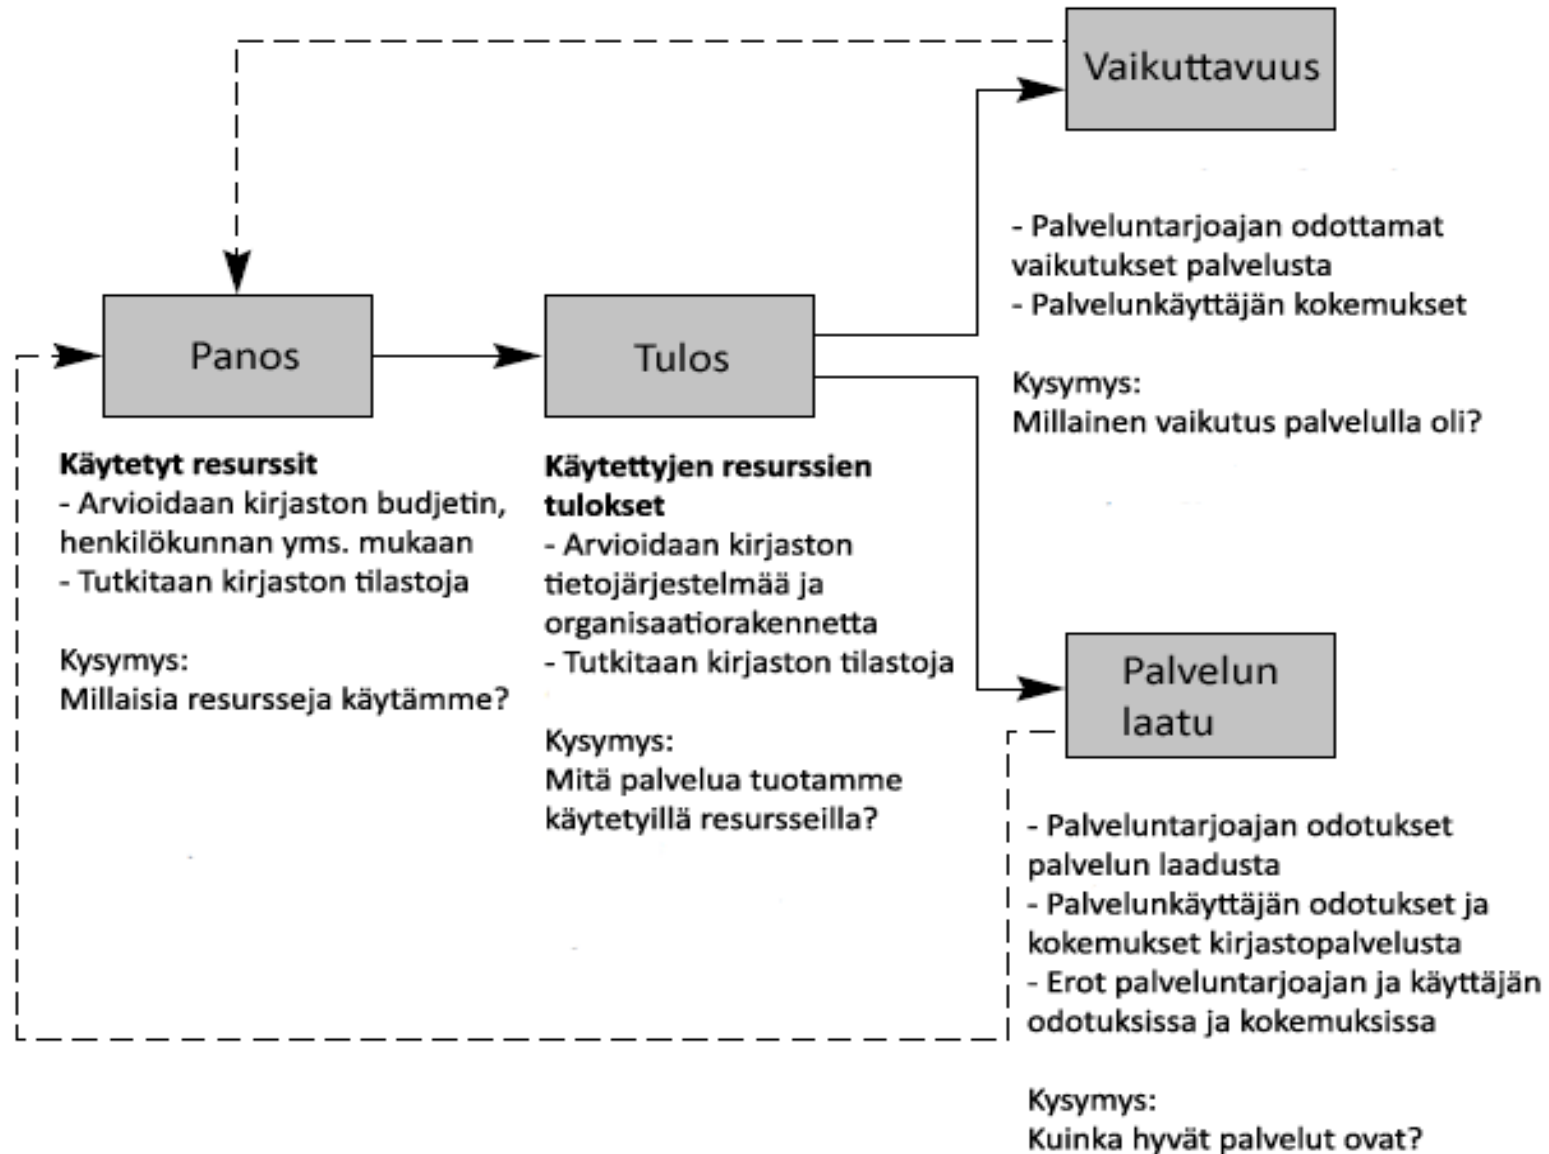 Vaikuttavuus
- Palveluntarjoajan odottamat
vaikutukset palvelusta
- Palvelunkäyttäjän kokemukset
Kysymys:
Millainen vaikutus palvelulla oli?
Panos
Käytetyt resurssit
- Arvioidaan kirjaston budjetin,
henkilökunnan yms. mukaan
- Tutkitaan kirjaston tilastoja
Kysymys:
Millaisia resursseja käytämme?
Tulos
Käytettyjen resurssien
tulokset
- Arvioidaan kirjaston
tietojärjestelmää ja
organisaatiorakennetta
- Tutkitaan kirjaston tilastoja
Kysymys:
Mitä palvelua tuotamme
käytetyillä resursseilla?
Palvelun
laatu
- Palveluntarjoajan odotukset
palvelun laadusta
- Palvelunkäyttäjän odotukset ja
kokemukset kirjastopalvelusta
- Erot palveluntarjoajan ja käyttäjän
odotuksissa ja kokemuksissa
Kysymys:
Kuinka hyvät palvelut ovat?